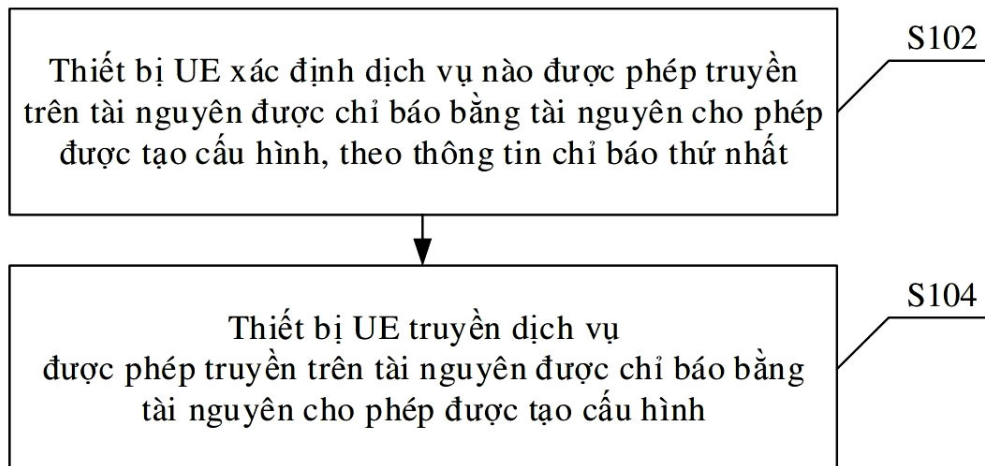 S102
Thiết bị UE xác định dịch vụ nào được phép truyền
trên tài nguyên được chỉ báo bằng tài nguyên cho phép
được tạo cấu hình, theo thông tin chỉ báo thứ nhất
S104
Thiết bị UE truyền dịch vụ
được phép truyền trên tài nguyên được chỉ báo bằng
tài nguyên cho phép được tạo cấu hình